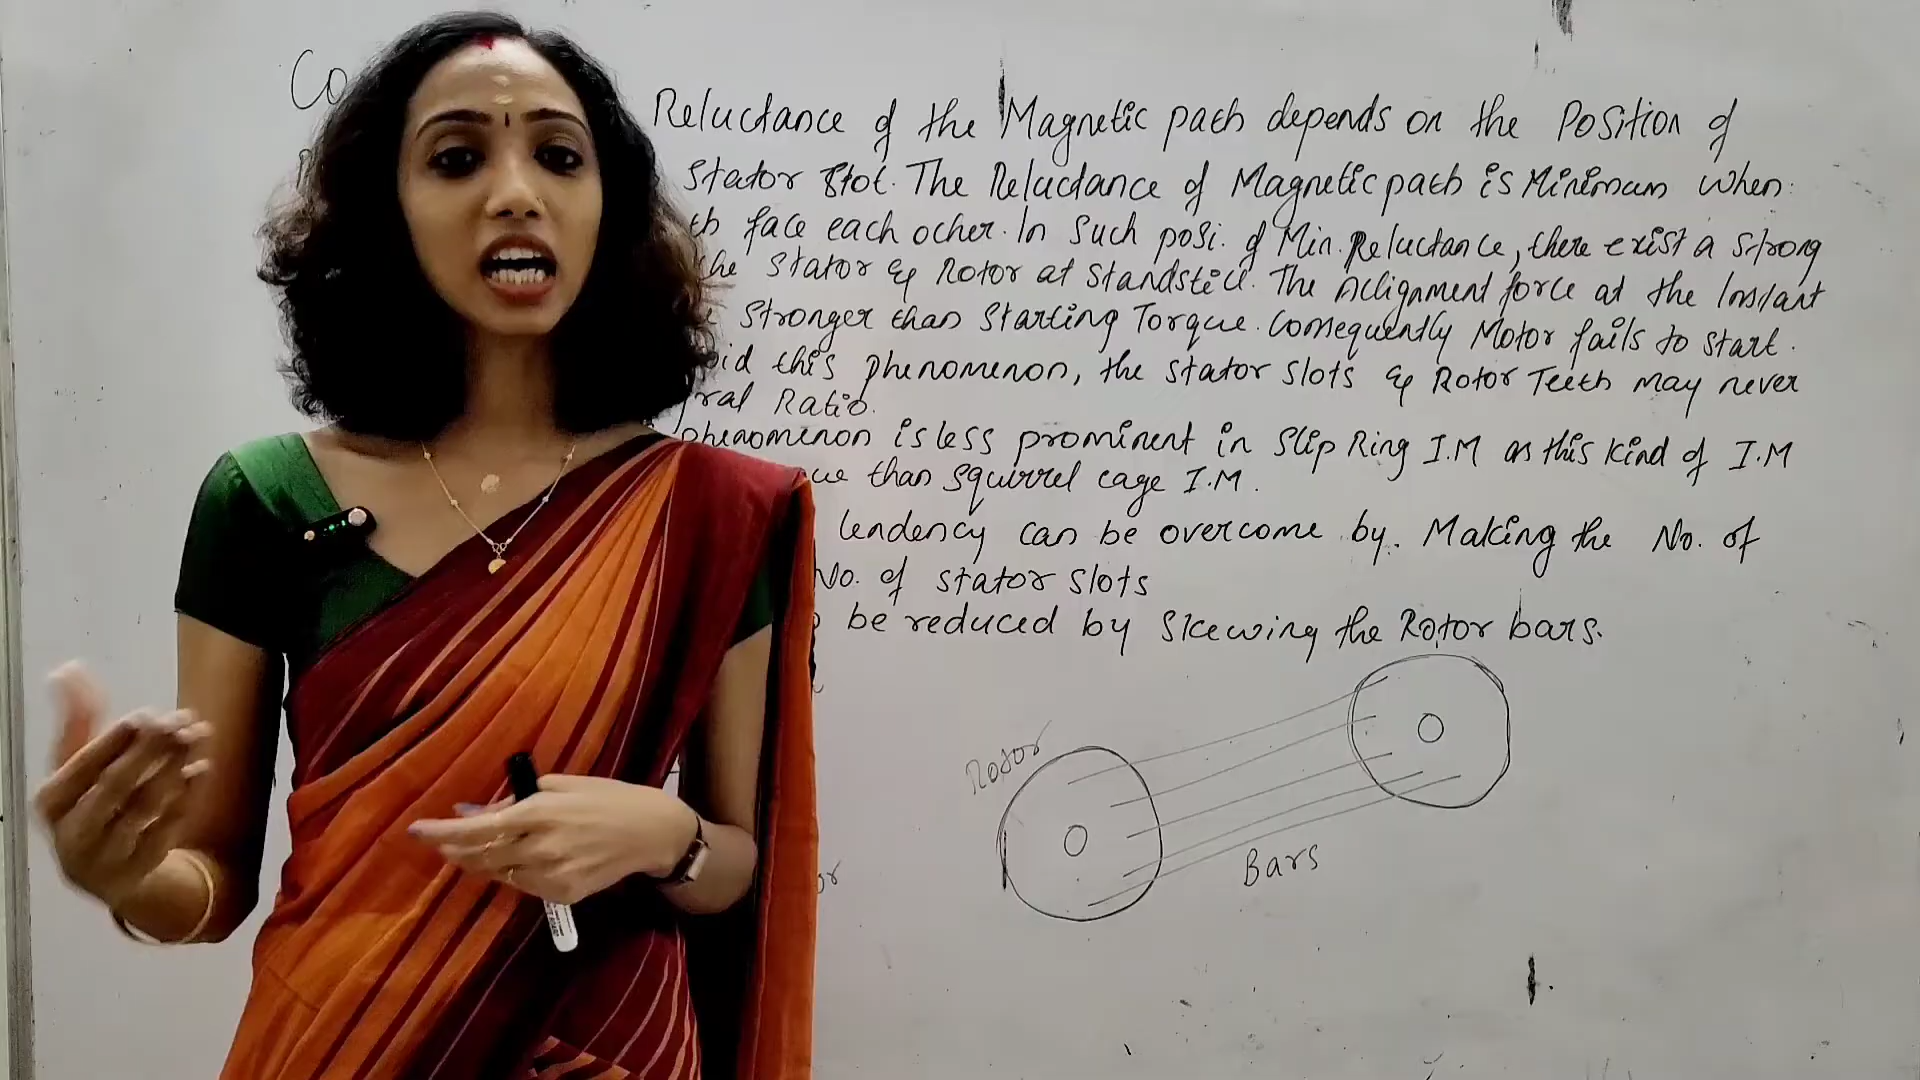 Co
Reluctance of the Magnetic path depends on the Position of
Stator Slot. The Reluctance of Magnetic path is Minimum when
face each other. In Such posi. of Min. Reluctance, there exist a strong
the Stator & Rotor at Standstill. The Allignment force at the Instant
Stronger than Starting Torque. Consequently Motor fails to start.
this phenomenon, the stator slots & Rotor Teeth may never
Ratio.
phenomenon is less prominent in Slip Ring I.M as this kind of I.M
than Squirrel cage I.M.
tendency can be overcome by. Making the No. of
No. of stator slots
be reduced by Skewing the Rotor bars.
Rotor
Bars